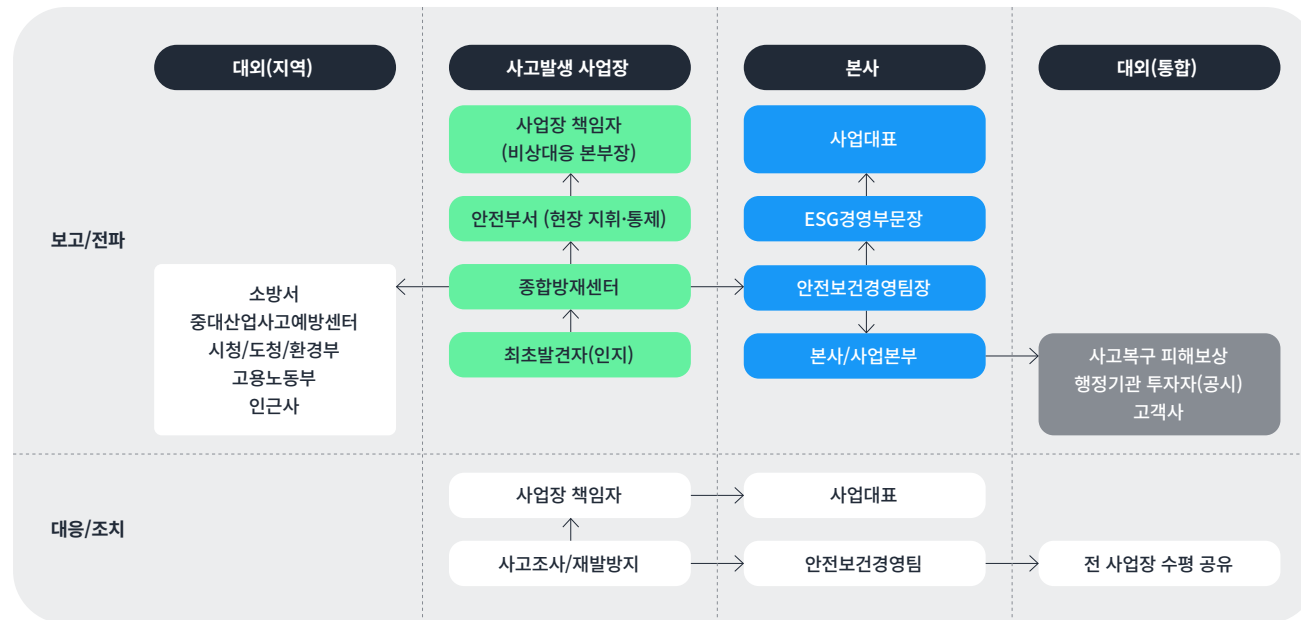 대외(지역)
사고발생 사업장
본사
대외(통합)
보고/전파
사업장 책임자
(비상대응 본부장)
사업대표
안전부서 (현장 지휘·통제)
ESG경영부문장
종합방재센터
안전보건경영팀장
최초발견자(인지)
본사/사업본부
소방서
중대산업사고예방센터
시청/도청/환경부
고용노동부
인근사
사고복구 피해보상
행정기관 투자자(공시)
고객사
대응/조치
사업장 책임자
사업대표
사고조사/재발방지
안전보건경영팀
전 사업장 수평 공유